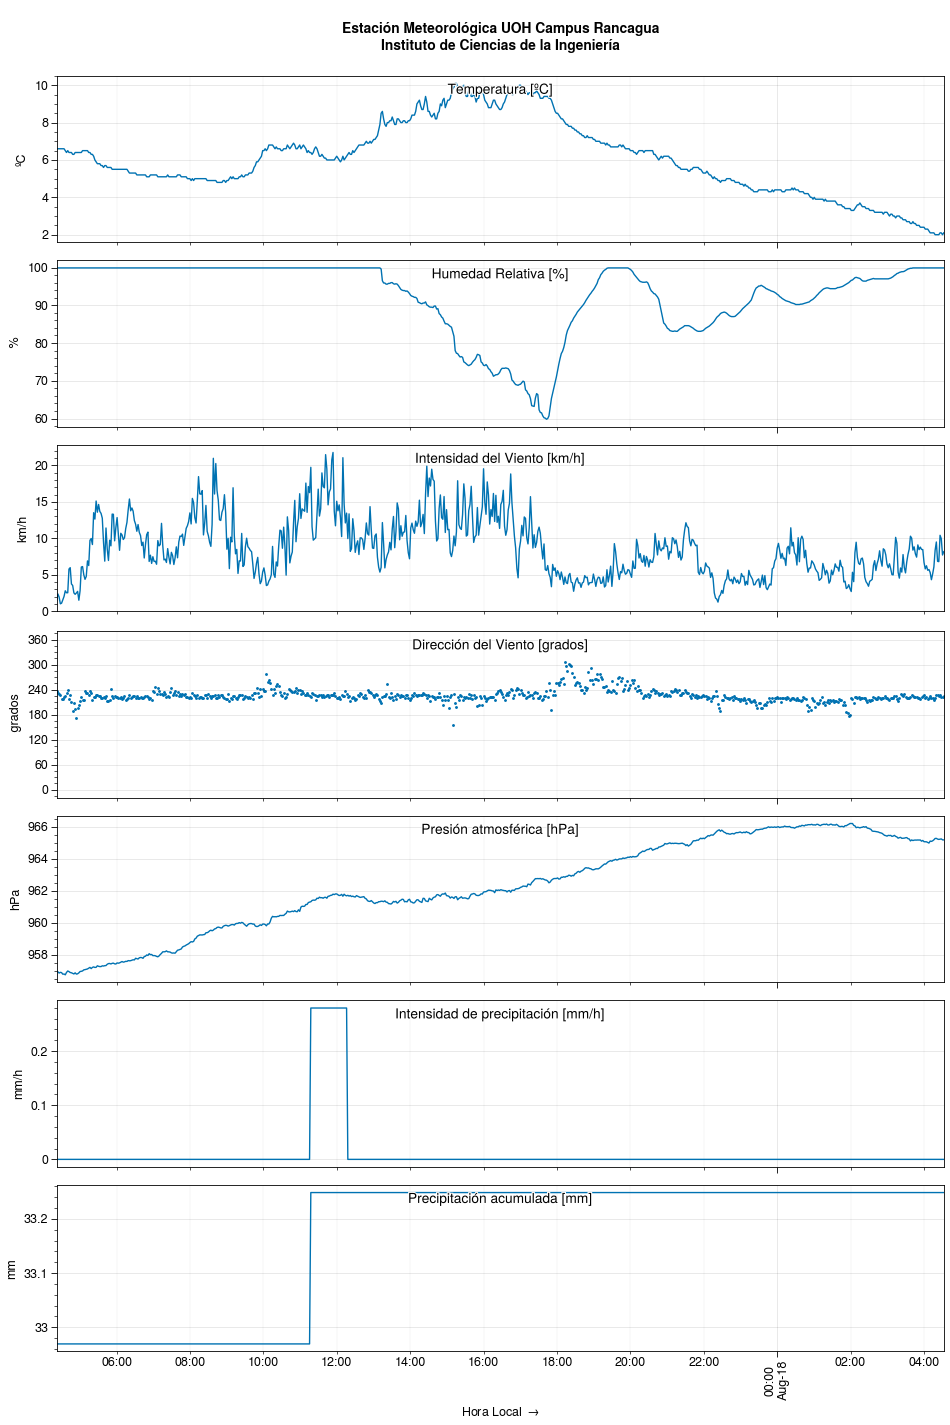 Estación Meteorológica UOH Campus Rancagua
Instituto de Ciencias de la Ingeniería
Temperatura [ºC]
10
8
6
4
2
ºC
Humedad Relativa [%]
100
90
80
70
60
%
Intensidad del Viento [km/h]
20
15
10
5
0
km/h
Dirección del Viento [grados]
360
300
240
180
120
60
0
grados
Presión atmosférica [hPa]
966
964
962
960
958
hPa
Intensidad de precipitación [mm/h]
0.2
0.1
0
mm/h
Precipitación acumulada [mm]
33.2
33.1
33
mm
06:00 08:00 10:00 12:00 14:00 16:00 18:00 20:00 22:00 00:00 02:00 04:00
Aug-18
Hora Local →